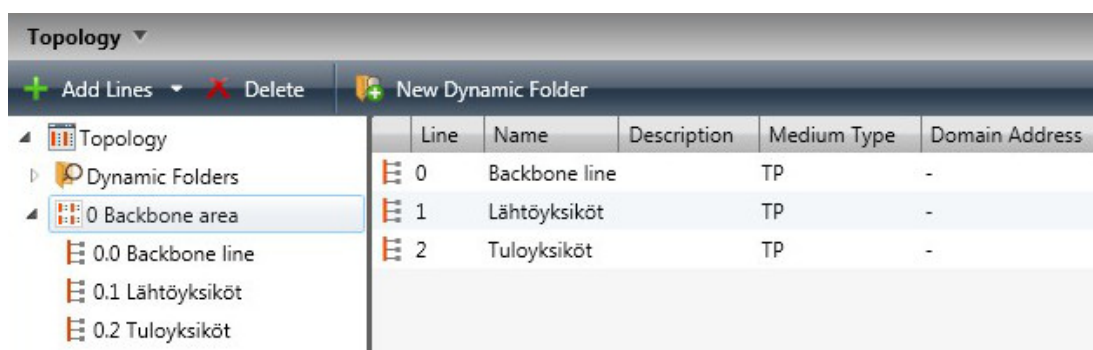 Topology
Add Lines Delete New Dynamic Folder
Topology
Dynamic Folders
0 Backbone area
0.0 Backbone line
0.1 Lähtöyksiköt
0.2 Tuloyksiköt
Line Name Description Medium Type Domain Address
0 Backbone line TP -
1 Lähtöyksiköt TP -
2 Tuloyksiköt TP -